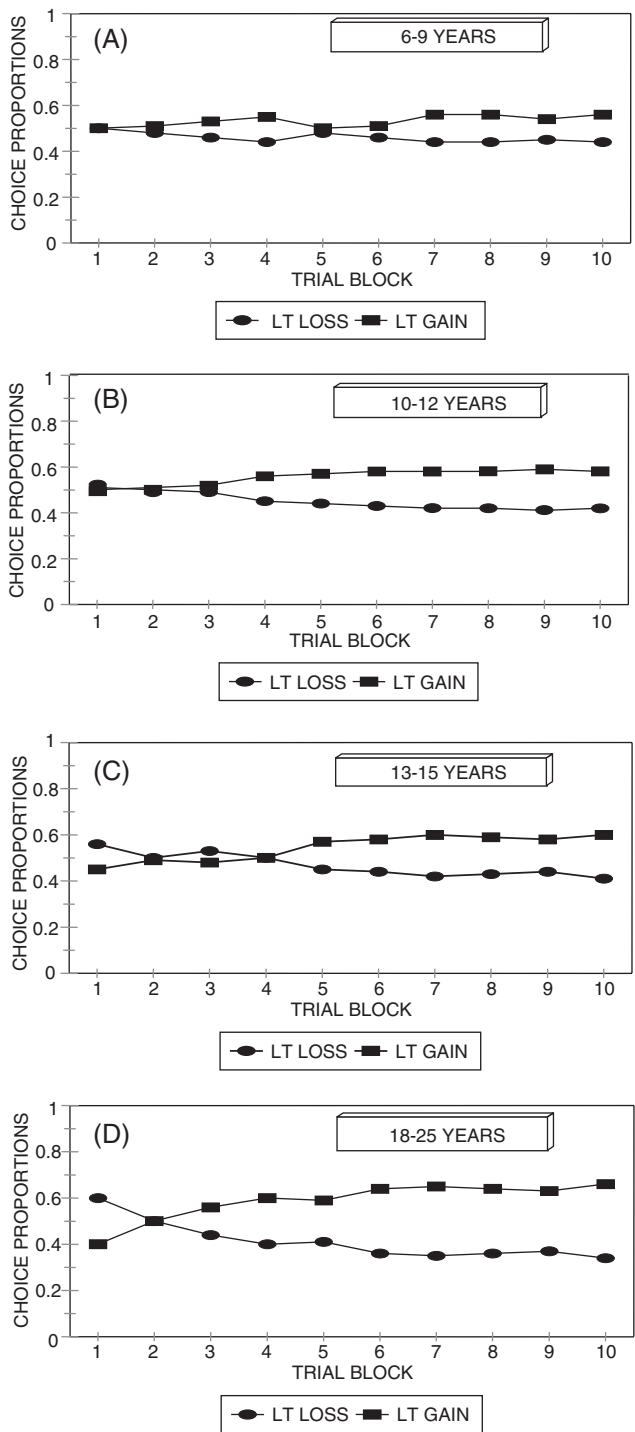 (A)
6-9 YEARS
CHOICE PROPORTIONS
1
0.8
0.6
0.4
0.2
0
1 2 3 4 5 6 7 8 9 10
TRIAL BLOCK
LT LOSS LT GAIN
(B)
10-12 YEARS
CHOICE PROPORTIONS
1
0.8
0.6
0.4
0.2
0
1 2 3 4 5 6 7 8 9 10
TRIAL BLOCK
LT LOSS LT GAIN
(C)
13-15 YEARS
CHOICE PROPORTIONS
1
0.8
0.6
0.4
0.2
0
1 2 3 4 5 6 7 8 9 10
TRIAL BLOCK
LT LOSS LT GAIN
(D)
18-25 YEARS
CHOICE PROPORTIONS
1
0.8
0.6
0.4
0.2
0
1 2 3 4 5 6 7 8 9 10
TRIAL BLOCK
LT LOSS LT GAIN